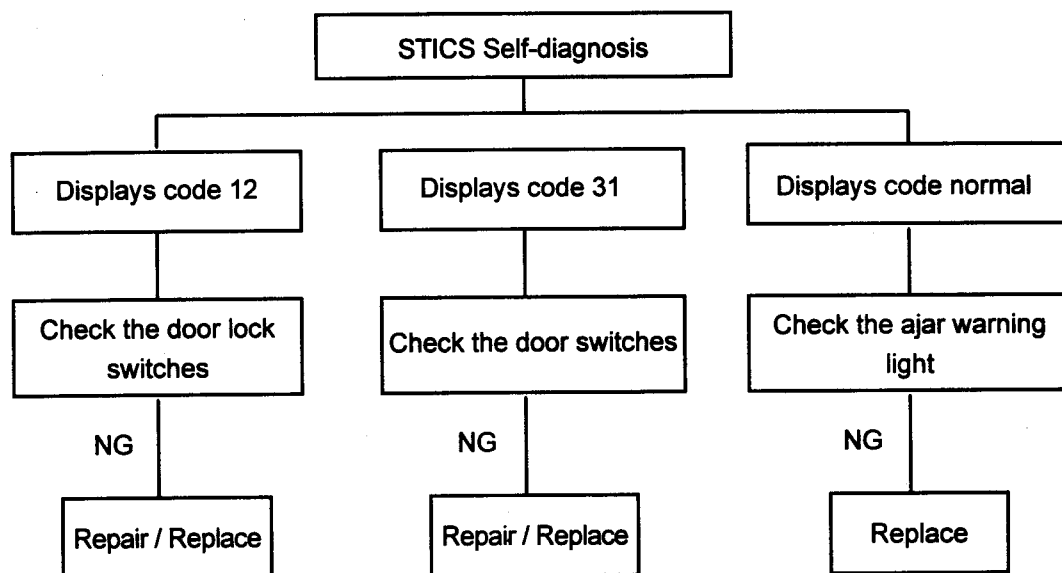 STICS Self-diagnosis
Displays code 12
Displays code 31
Displays code normal
Check the door lock
switches
Check the door switches
Check the ajar warning
light
NG
NG
NG
Repair / Replace
Repair / Replace
Replace